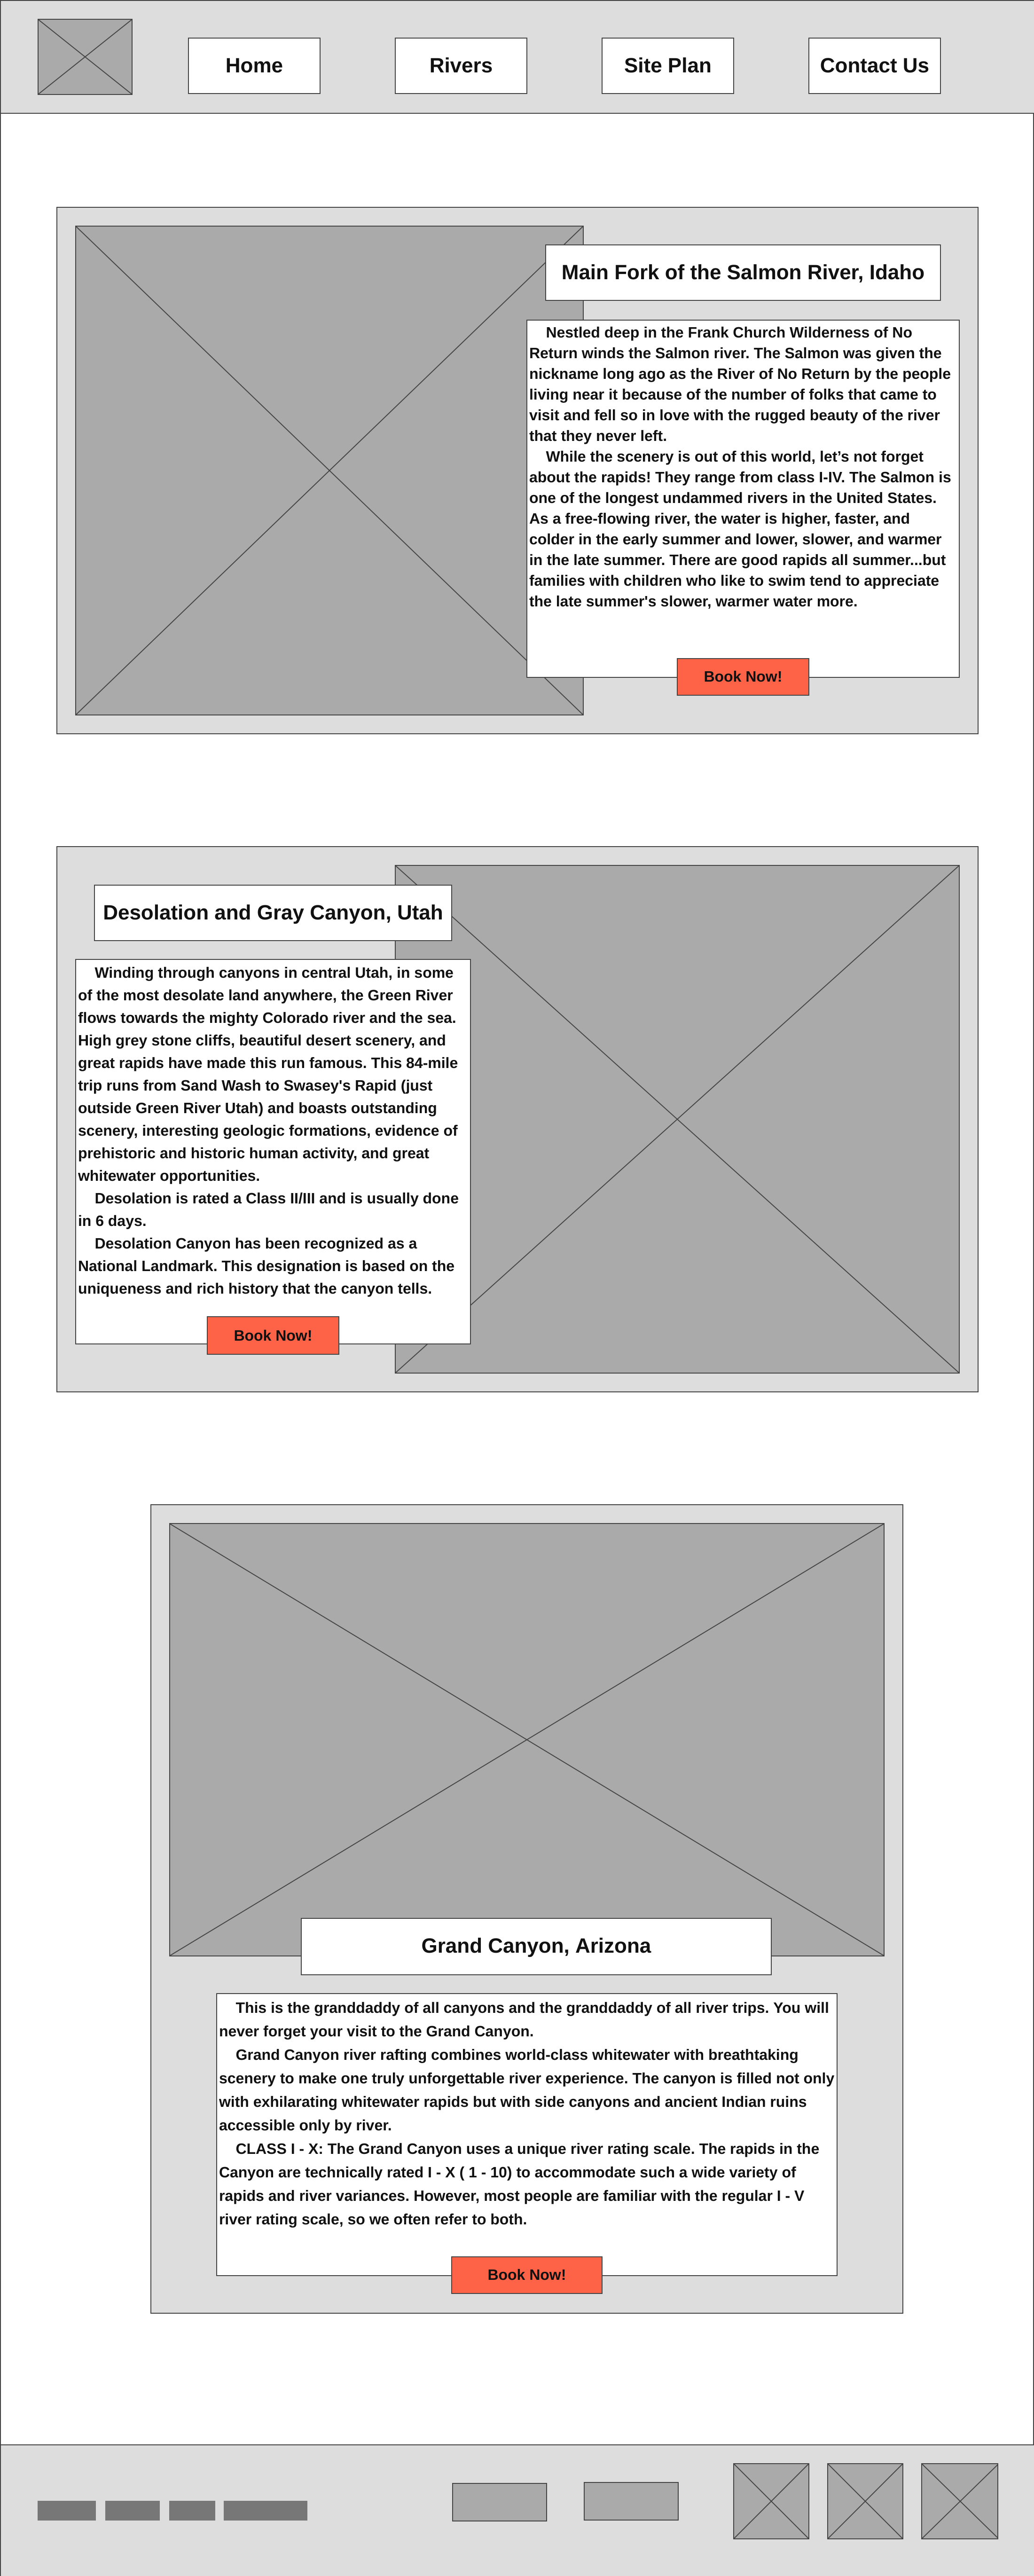 Home
Rivers
Site Plan
Contact Us
Main Fork of the Salmon River, Idaho
Nestled deep in the Frank Church Wilderness of No
Return winds the Salmon river. The Salmon was given the
nickname long ago as the River of No Return by the people
living near it because of the number of folks that came to
visit and fell so in love with the rugged beauty of the river
that they never left.
While the scenery is out of this world, let’s not forget
about the rapids! They range from class I-IV. The Salmon is
one of the longest undammed rivers in the United States.
As a free-flowing river, the water is higher, faster, and
colder in the early summer and lower, slower, and warmer
in the late summer. There are good rapids all summer...but
families with children who like to swim tend to appreciate
the late summer's slower, warmer water more.
Book Now!
Desolation and Gray Canyon, Utah
Winding through canyons in central Utah, in some
of the most desolate land anywhere, the Green River
flows towards the mighty Colorado river and the sea.
High grey stone cliffs, beautiful desert scenery, and
great rapids have made this run famous. This 84-mile
trip runs from Sand Wash to Swasey's Rapid (just
outside Green River Utah) and boasts outstanding
scenery, interesting geologic formations, evidence of
prehistoric and historic human activity, and great
whitewater opportunities.
Desolation is rated a Class II/III and is usually done
in 6 days.
Desolation Canyon has been recognized as a
National Landmark. This designation is based on the
uniqueness and rich history that the canyon tells.
Book Now!
Grand Canyon, Arizona
This is the granddaddy of all canyons and the granddaddy of all river trips. You will
never forget your visit to the Grand Canyon.
Grand Canyon river rafting combines world-class whitewater with breathtaking
scenery to make one truly unforgettable river experience. The canyon is filled not only
with exhilarating whitewater rapids but with side canyons and ancient Indian ruins
accessible only by river.
CLASS I - X: The Grand Canyon uses a unique river rating scale. The rapids in the
Canyon are technically rated I - X ( 1 - 10) to accommodate such a wide variety of
rapids and river variances. However, most people are familiar with the regular I - V
river rating scale, so we often refer to both.
Book Now!